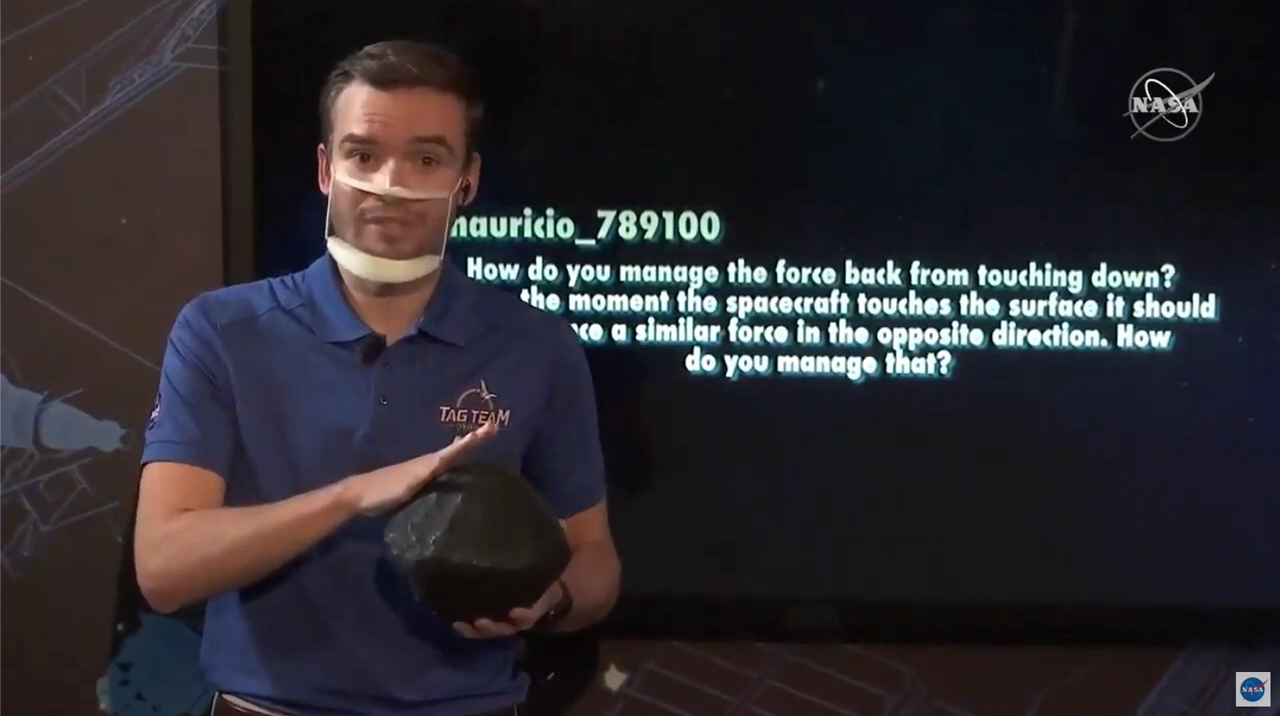 NASA
nauricio_789100
How do you manage the force back from touching down?
the moment the spacecraft touches the surface it should
ce a similar force in the opposite direction. How
do you manage that?
TAG TEAM
NASA